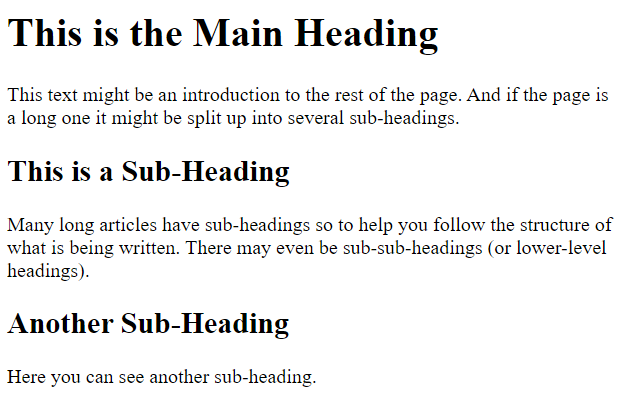 This is the Main Heading
This text might be an introduction to the rest of the page. And if the page is
a long one it might be split up into several sub-headings.
This is a Sub-Heading
Many long articles have sub-headings so to help you follow the structure of
what is being written. There may even be sub-sub-headings (or lower-level
headings).
Another Sub-Heading
Here you can see another sub-heading.